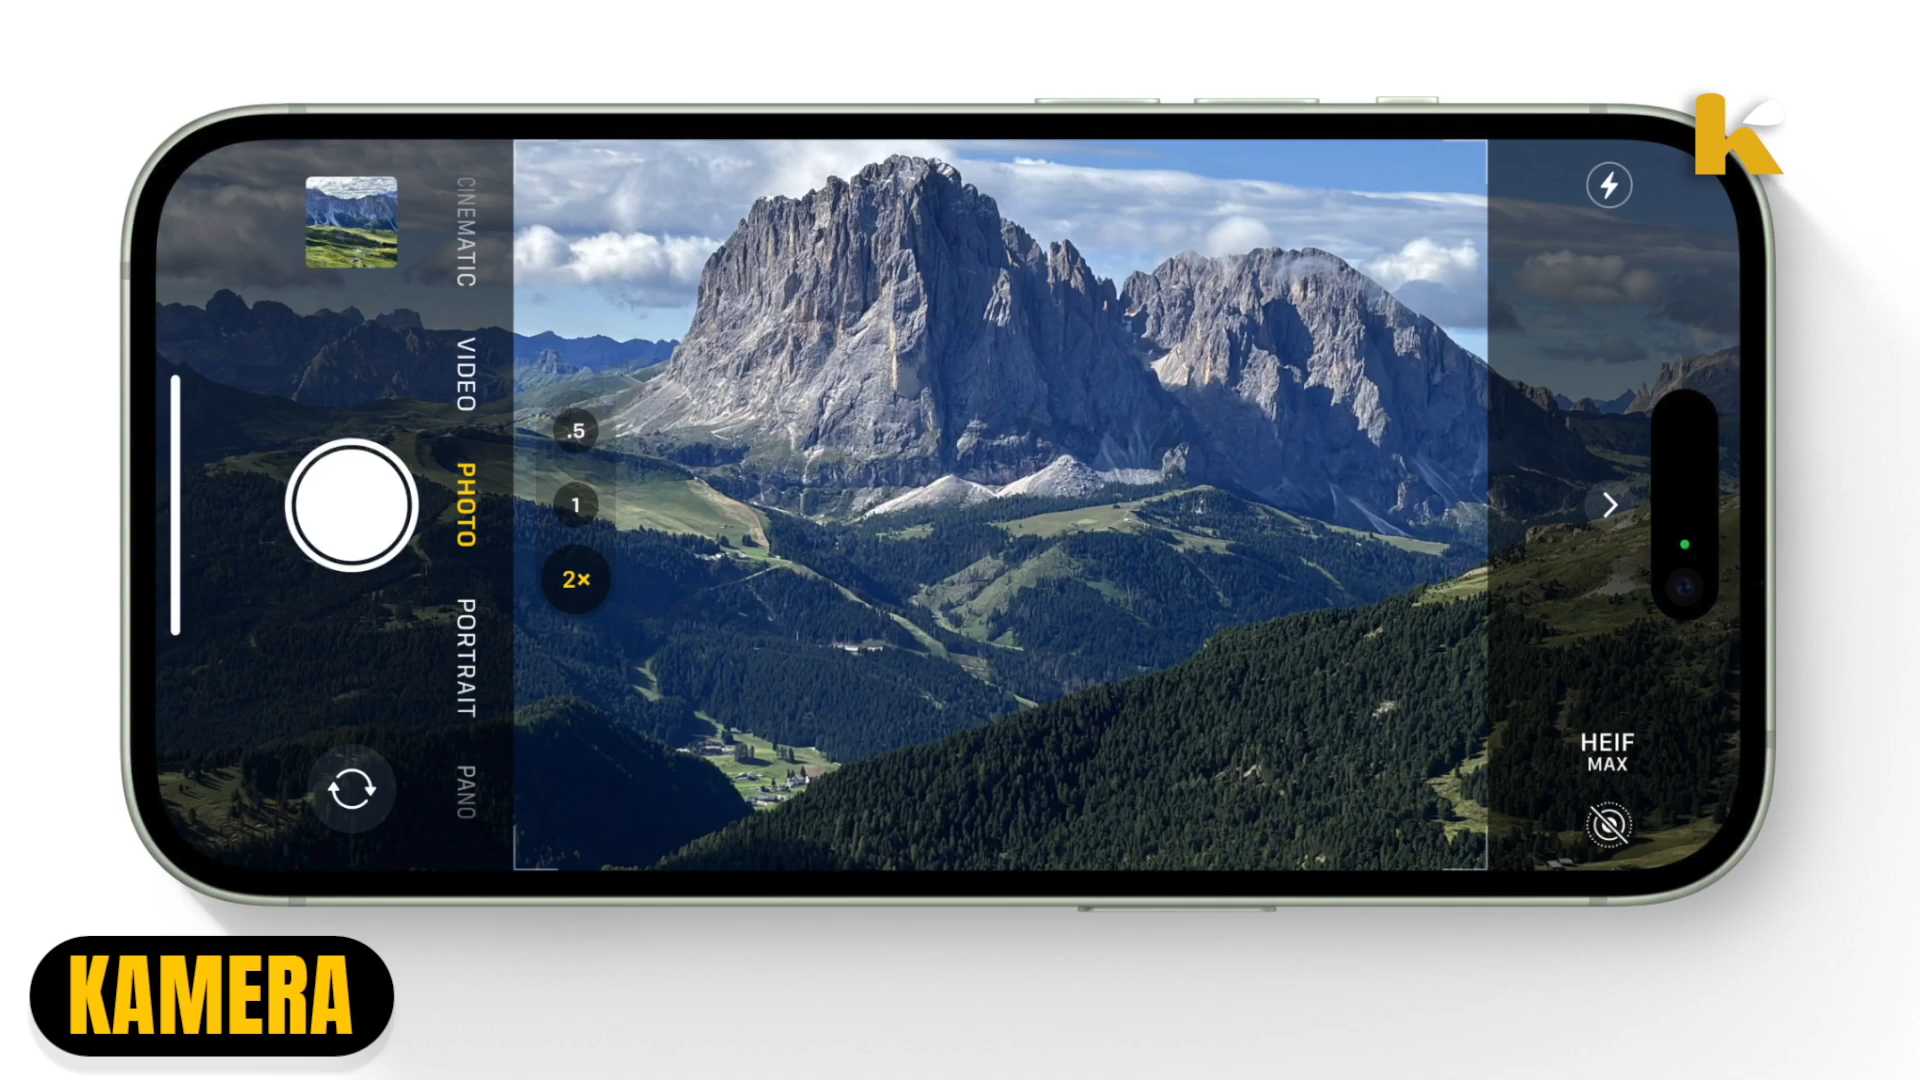 CINEMATIC
VIDEO
PHOTO
PORTRAIT
PANO
.5
1
2×
HEIF
MAX
k
KAMERA